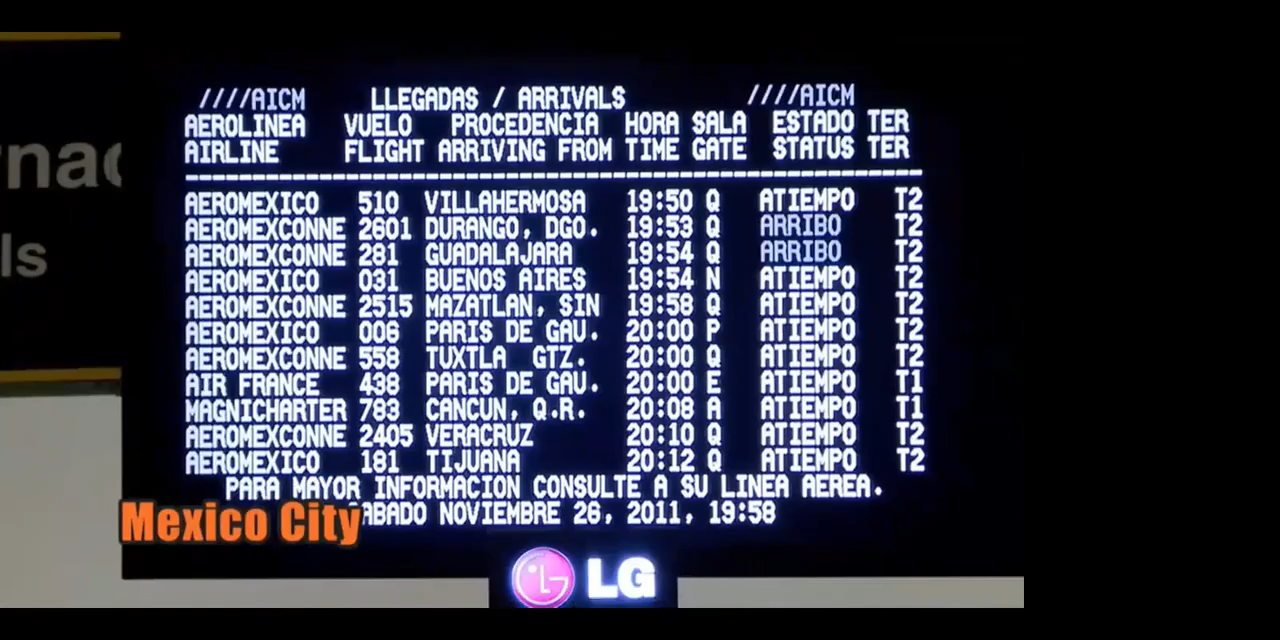 ////AICM LLEGADAS / ARRIVALS ////AICM
AEROLINEA VUELO PROCEDENCIA HORA SALA ESTADO TER
AIRLINE FLIGHT ARRIVING FROM TIME GATE STATUS TER
AEROMEXICO 510 VILLAHERMOSA 19:50 Q ATIEMPO T2
AEROMEXCONNE 2601 DURANGO, DGO. 19:53 Q ARRIBO T2
AEROMEXCONNE 281 GUADALAJARA 19:54 Q ARRIBO T2
AEROMEXICO 031 BUENOS AIRES 19:54 N ATIEMPO T2
AEROMEXCONNE 2515 MAZATLAN, SIN 19:58 Q ATIEMPO T2
AEROMEXICO 006 PARIS DE GAU. 20:00 P ATIEMPO T2
AEROMEXCONNE 558 TUXTLA GTZ. 20:00 Q ATIEMPO T2
AIR FRANCE 438 PARIS DE GAU. 20:00 E ATIEMPO T1
MAGNICHARTER 783 CANCUN, Q.R. 20:08 A ATIEMPO T1
AEROMEXCONNE 2405 VERACRUZ 20:10 Q ATIEMPO T2
AEROMEXICO 181 TIJUANA 20:12 Q ATIEMPO T2
PARA MAYOR INFORMACION CONSULTE A SU LINEA AEREA.
ABADO NOVIEMBRE 26, 2011, 19:58
Mexico City
LG